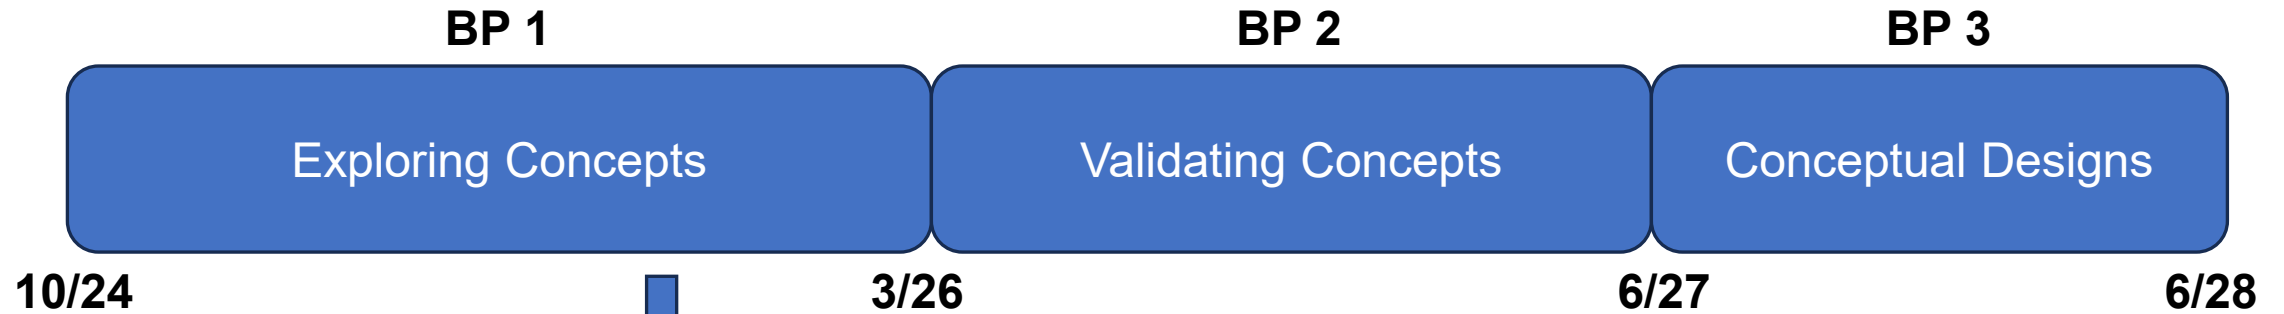 BP 1 BP 2 BP 3
Exploring Concepts Validating Concepts Conceptual Designs
10/24 3/26 6/27 6/28